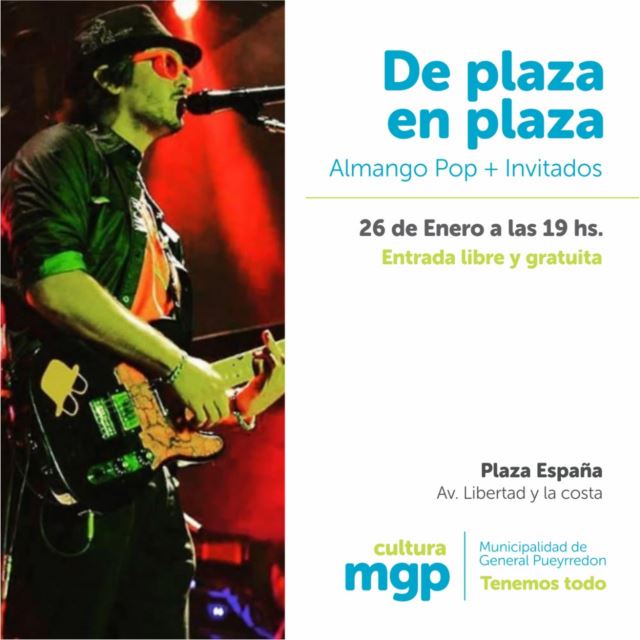 De plaza
en plaza
Almango Pop + Invitados
26 de Enero a las 19 hs.
Entrada libre y gratuita
Plaza España
Av. Libertad y la costa
cultura
mgp
Municipalidad de
General Pueyrredon
Tenemos todo